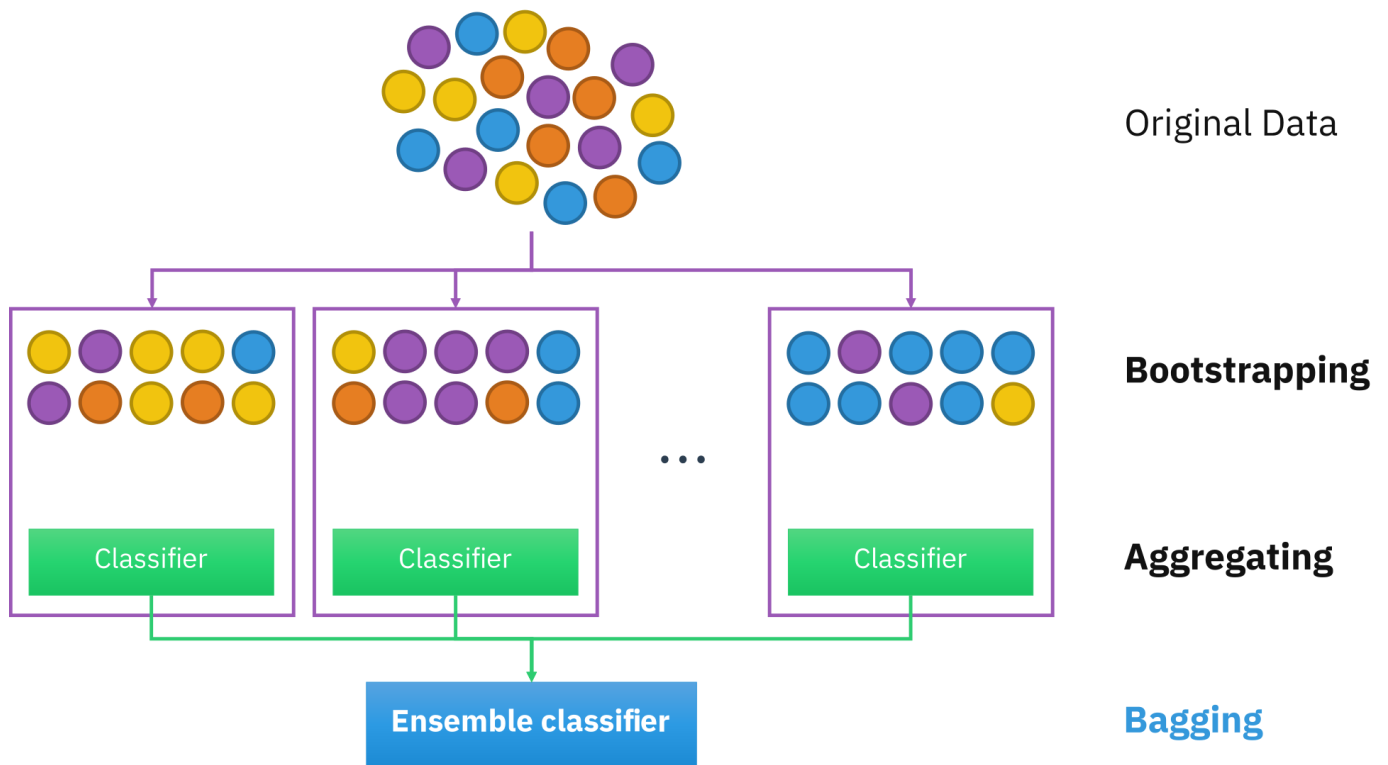 Original Data
Bootstrapping
...
Classifier
Classifier
Classifier
Aggregating
Ensemble classifier
Bagging